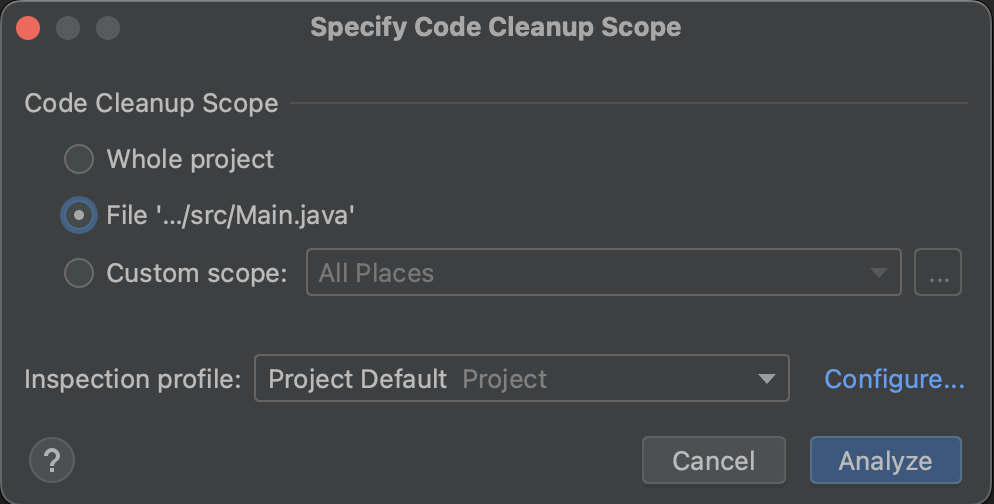 Specify Code Cleanup Scope
Code Cleanup Scope
Whole project
File '.../src/Main.java'
Custom scope: All Places ...
Inspection profile: Project Default Project Configure...
? Cancel Analyze